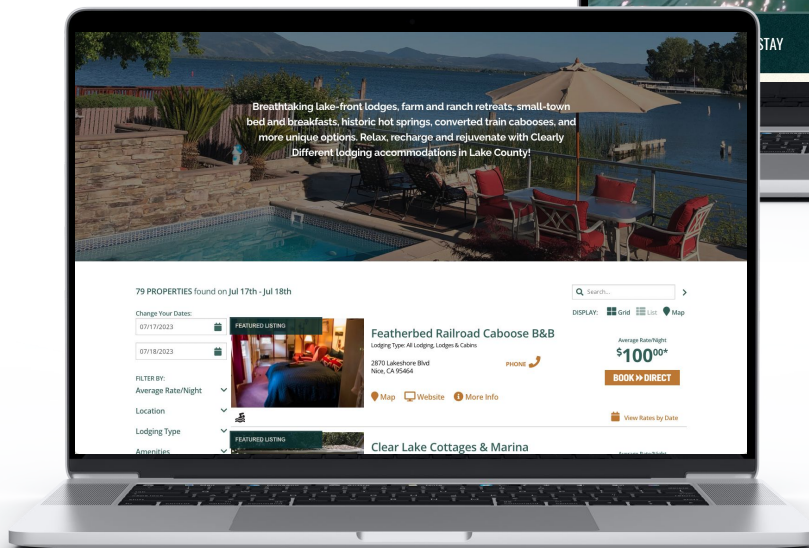 STAY
Breathtaking lake-front lodges, farm and ranch retreats, small-town
bed and breakfasts, historic hot springs, converted train cabooses, and
more unique options. Relax, recharge and rejuvenate with Clearly
Different lodging accommodations in Lake County!
79 PROPERTIES found on Jul 17th - Jul 18th
Search...
DISPLAY: Grid List Map
Change Your Dates:
07/17/2023
07/18/2023
FILTER BY:
Average Rate/Night
Location
Lodging Type
Amenities
FEATURED LISTING
Featherbed Railroad Caboose B&B
Lodging Type: All Lodging, Lodges & Cabins
2870 Lakeshore Blvd
Nice, CA 95464
PHONE
Map Website More Info
Average Rate/Night
$10000*
BOOK DIRECT
View Rates by Date
FEATURED LISTING
Clear Lake Cottages & Marina
Average Rate/Night